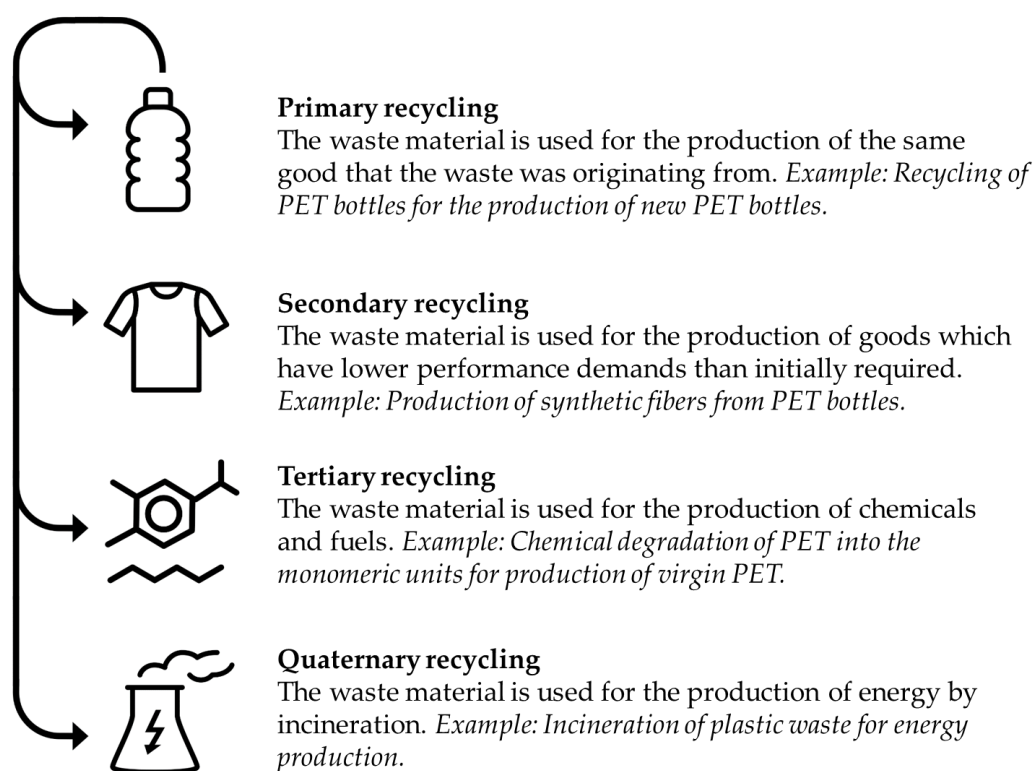 Primary recycling
The waste material is used for the production of the same
good that the waste was originating from. Example: Recycling of
PET bottles for the production of new PET bottles.
Secondary recycling
The waste material is used for the production of goods which
have lower performance demands than initially required.
Example: Production of synthetic fibers from PET bottles.
Tertiary recycling
The waste material is used for the production of chemicals
and fuels. Example: Chemical degradation of PET into the
monomeric units for production of virgin PET.
Quaternary recycling
The waste material is used for the production of energy by
incineration. Example: Incineration of plastic waste for energy
production.